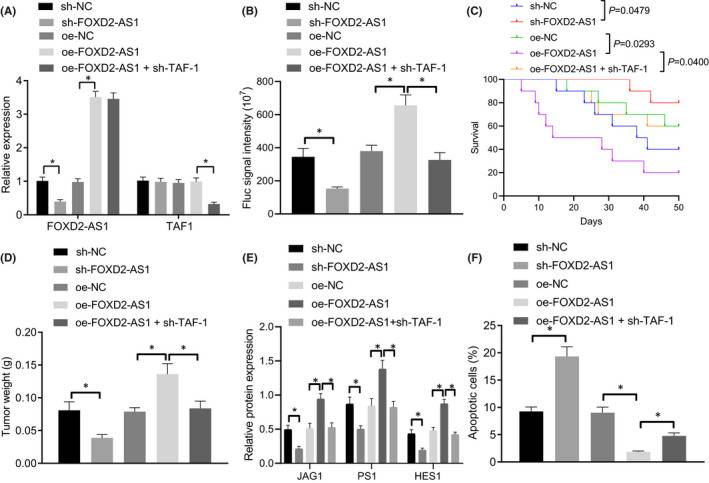 (A)
sh-NC
sh-FOXD2-AS1
oe-NC
oe-FOXD2-AS1
oe-FOXD2-AS1 + sh-TAF-1
Relative expression
4
3
2
1
0
*
*
*
FOXD2-AS1
TAF1
(B)
sh-NC
sh-FOXD2-AS1
oe-NC
oe-FOXD2-AS1
oe-FOXD2-AS1 + sh-TAF-1
Fluc signal intensity (10⁷)
800
600
400
200
0
*
*
*
(C)
sh-NC
sh-FOXD2-AS1
oe-NC
oe-FOXD2-AS1
oe-FOXD2-AS1 + sh-TAF-1
P=0.0479
P=0.0293
P=0.0400
Survival
100
80
60
40
20
0
0
10
20
30
40
50
Days
(D)
sh-NC
sh-FOXD2-AS1
oe-NC
oe-FOXD2-AS1
oe-FOXD2-AS1 + sh-TAF-1
Tumor weight (g)
0.20
0.15
0.10
0.05
0.00
*
*
*
(E)
sh-NC
sh-FOXD2-AS1
oe-NC
oe-FOXD2-AS1
oe-FOXD2-AS1+sh-TAF-1
Relative protein expression
2.0
1.5
1.0
0.5
0.0
*
*
*
*
*
*
*
*
*
JAG1
PS1
HES1
(F)
sh-NC
sh-FOXD2-AS1
oe-NC
oe-FOXD2-AS1
oe-FOXD2-AS1 + sh-TAF-1
Apoptotic cells (%)
25
20
15
10
5
0
*
*
*